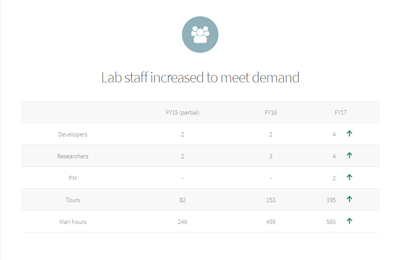 Lab staff increased to meet demand
FY15 (partial) FY16 FY17
Developers 2 2 4
Researchers 2 3 4
PM - - 2
Tours 82 153 195
Man hours 246 459 585